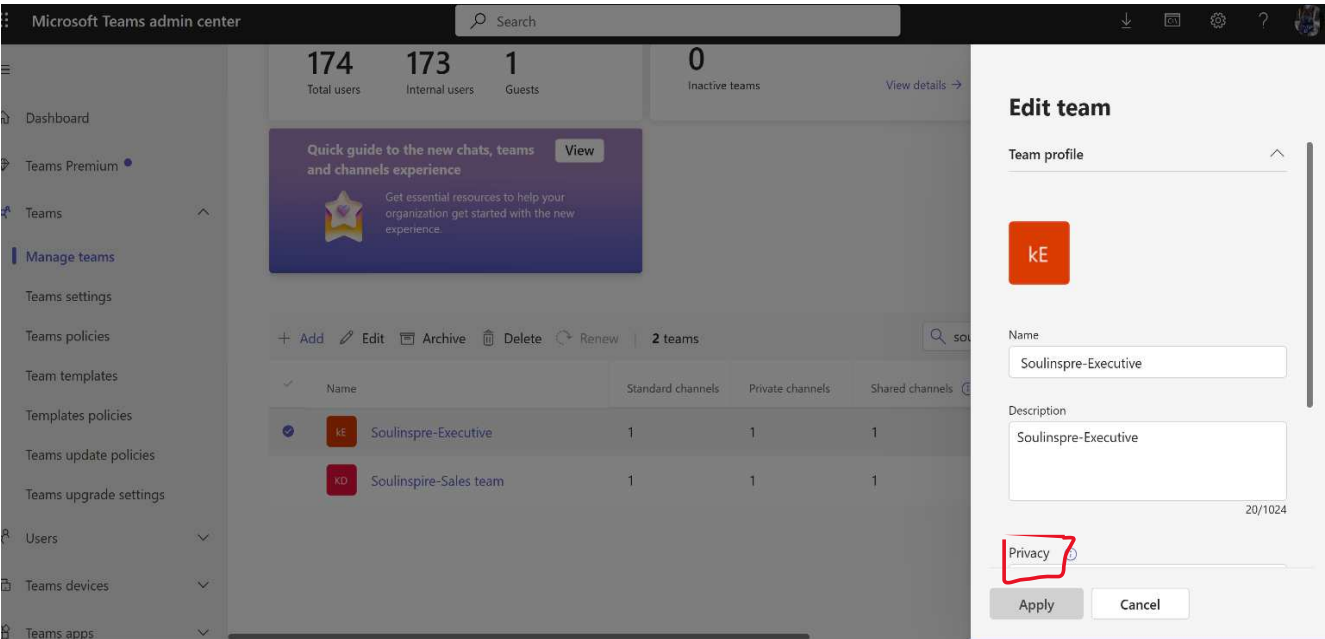 Microsoft Teams admin center
Search
174 173 1
Total users Internal users Guests
0
Inactive teams
View details →
Quick guide to the new chats, teams
and channels experience
View
Get essential resources to help your
organization get started with the new
experience.
Dashboard
Teams Premium
Teams
Manage teams
Teams settings
Teams policies
Team templates
Templates policies
Teams update policies
Teams upgrade settings
Users
Teams devices
Teams apps
+ Add Edit Archive Delete Renew | 2 teams
sou
Name Standard channels Private channels Shared channels
kE Soulinspre-Executive 1 1 1
KD Soulinspire-Sales team 1 1 1
Edit team
Team profile
kE
Name
Soulinspre-Executive
Description
Soulinspre-Executive
20/1024
Privacy
Apply Cancel